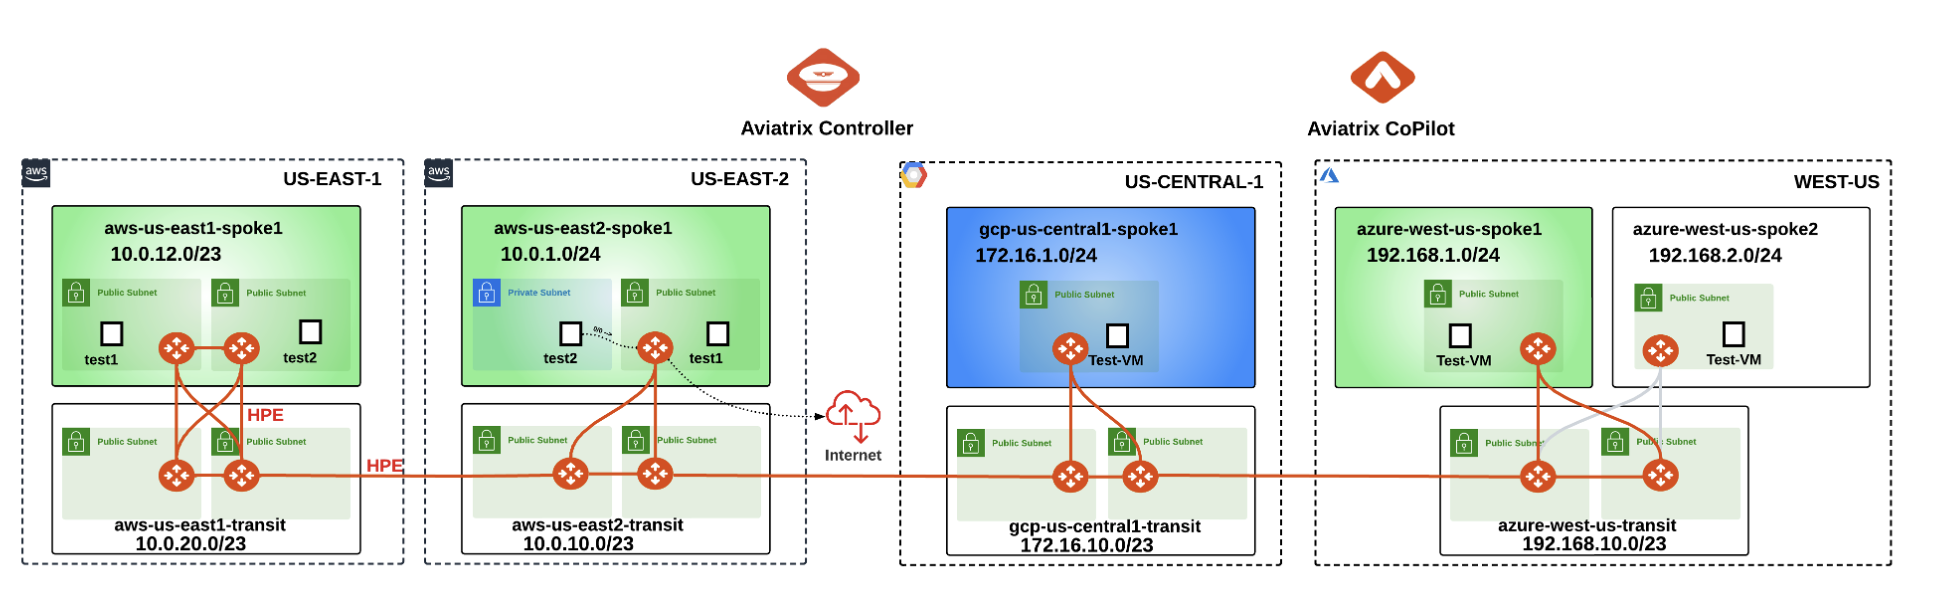 Aviatrix Controller
Aviatrix CoPilot
aws
US-EAST-1
aws-us-east1-spoke1
10.0.12.0/23
Public Subnet
Public Subnet
test1
test2
HPE
Public Subnet
Public Subnet
HPE
aws-us-east1-transit
10.0.20.0/23
aws
US-EAST-2
aws-us-east2-spoke1
10.0.1.0/24
Private Subnet
Public Subnet
0/0
test2
test1
Public Subnet
Public Subnet
aws-us-east2-transit
10.0.10.0/23
Internet
US-CENTRAL-1
gcp-us-central1-spoke1
172.16.1.0/24
Public Subnet
Test-VM
Public Subnet
Public Subnet
gcp-us-central1-transit
172.16.10.0/23
WEST-US
azure-west-us-spoke1
192.168.1.0/24
Public Subnet
Test-VM
azure-west-us-spoke2
192.168.2.0/24
Public Subnet
Test-VM
Public Subnet
Public Subnet
azure-west-us-transit
192.168.10.0/23